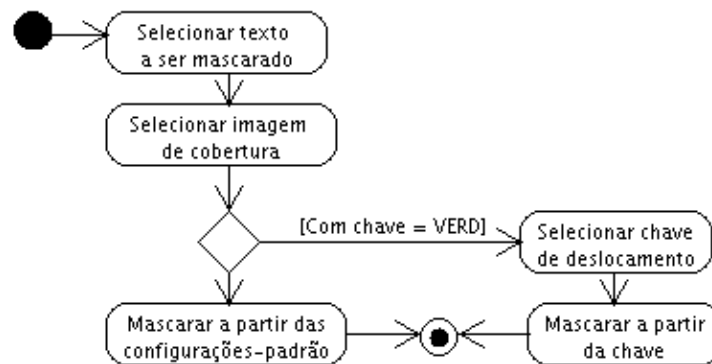 Selecionar texto
a ser mascarado
Selecionar imagem
de cobertura
[Com chave = VERD]
Selecionar chave
de deslocamento
Mascarar a partir das
configurações-padrão
Mascarar a partir
da chave